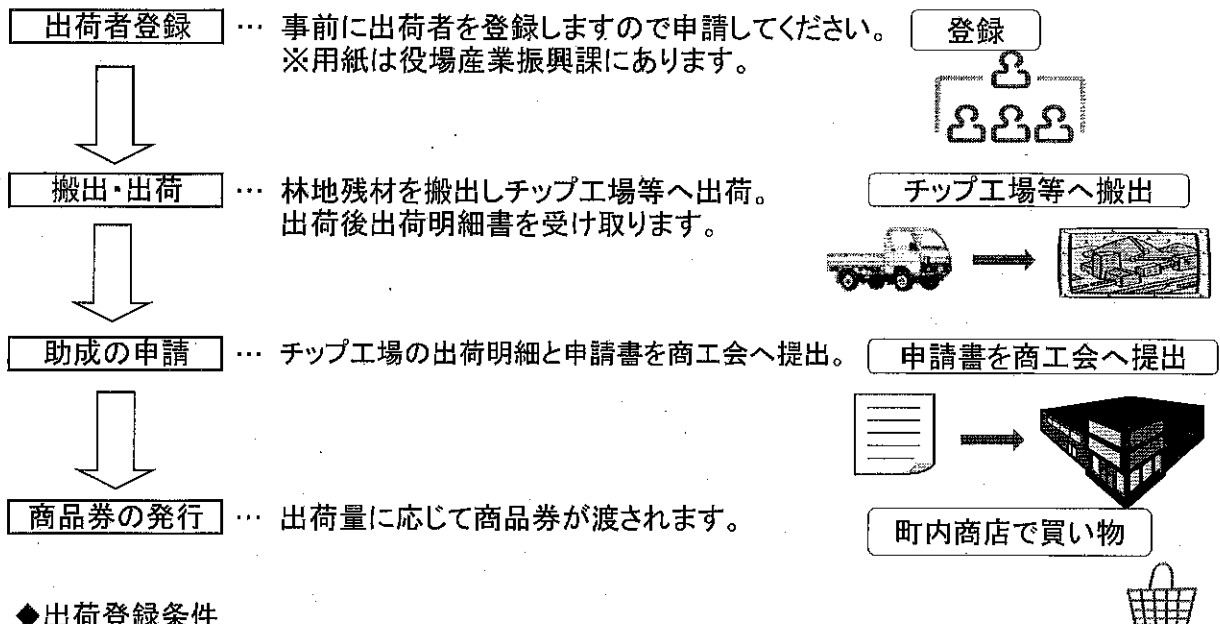 出荷者登録 … 事前に出荷者を登録しますので申請してください。 登録
※用紙は役場産業振興課にあります。
搬出・出荷 … 林地残材を搬出しチップ工場等へ出荷。 チップ工場等へ搬出
出荷後出荷明細書を受け取ります。
助成の申請 … チップ工場の出荷明細と申請書を商工会へ提出。 申請書を商工会へ提出
商品券の発行 … 出荷量に応じて商品券が渡されます。 町内商店で買い物
◆出荷登録条件